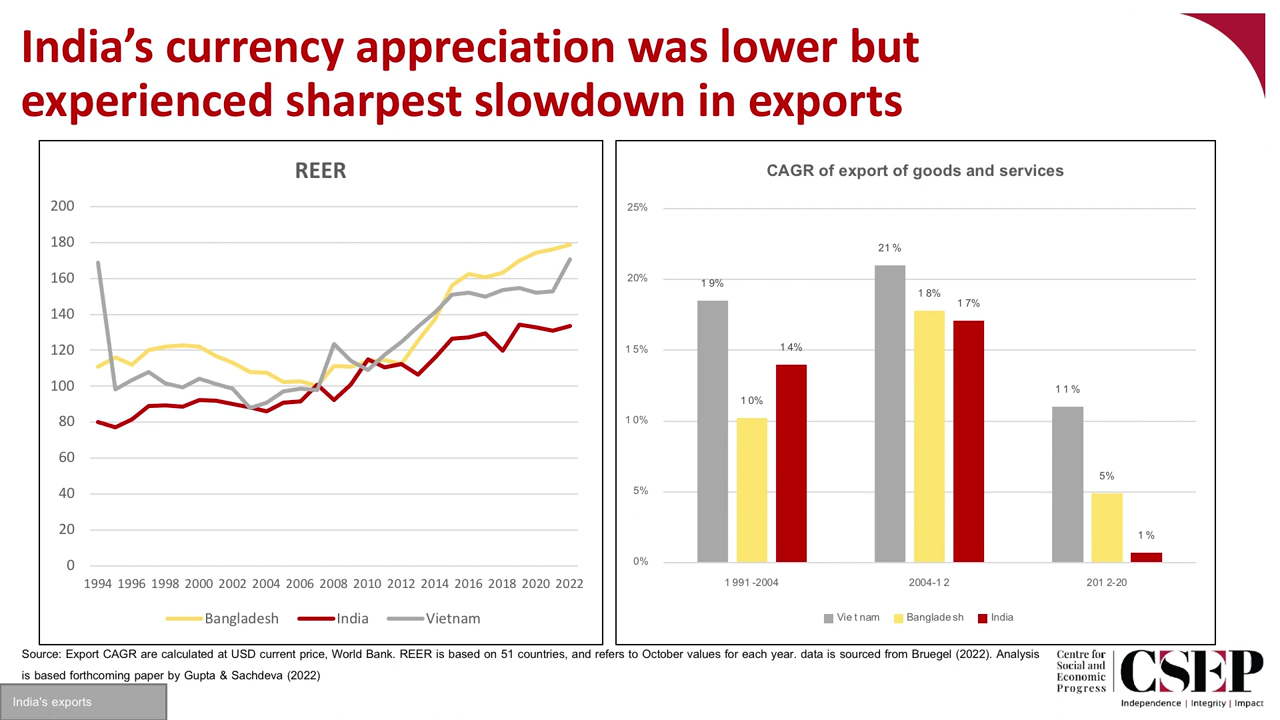 India’s currency appreciation was lower but
experienced sharpest slowdown in exports
REER
200
180
160
140
120
100
80
60
40
20
0
1994 1996 1998 2000 2002 2004 2006 2008 2010 2012 2014 2016 2018 2020 2022
Bangladesh India Vietnam
CAGR of export of goods and services
25%
20%
15%
10%
5%
0%
19%
10%
14%
21%
18%
17%
11%
5%
1%
1991-2004 2004-12 2012-20
Vietnam Bangladesh India
Source: Export CAGR are calculated at USD current price, World Bank. REER is based on 51 countries, and refers to October values for each year. data is sourced from Bruegel (2022). Analysis
is based forthcoming paper by Gupta & Sachdeva (2022)
India's exports
Centre for
Social and
Economic
Progress
CSEP
Independence | Integrity | Impact